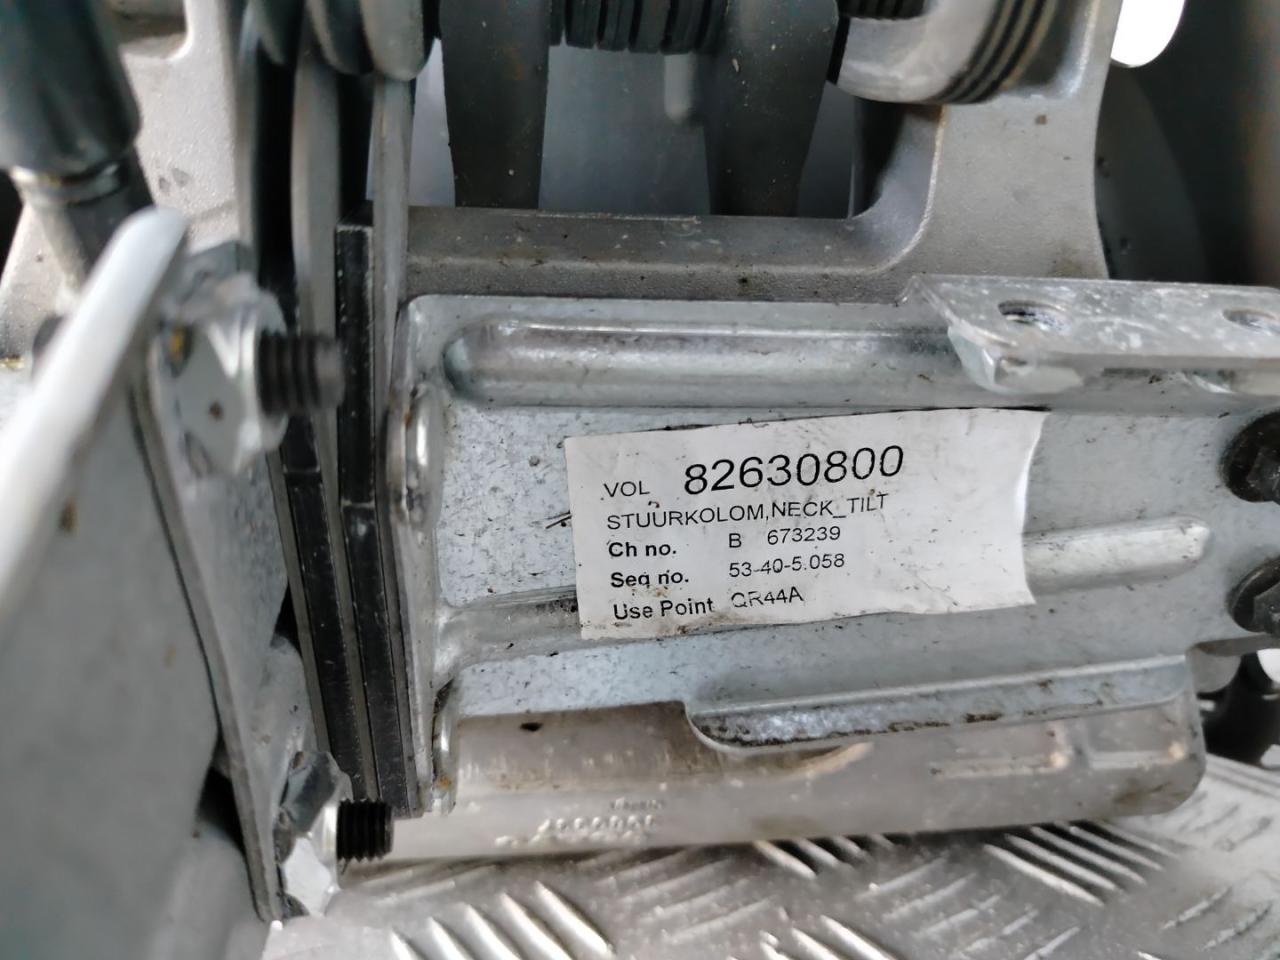 VOL 82630800
STUURKOLOM,NECK_TILT
Ch no. B 673239
Seq no. 53-40-5.058
Use Point QR44A